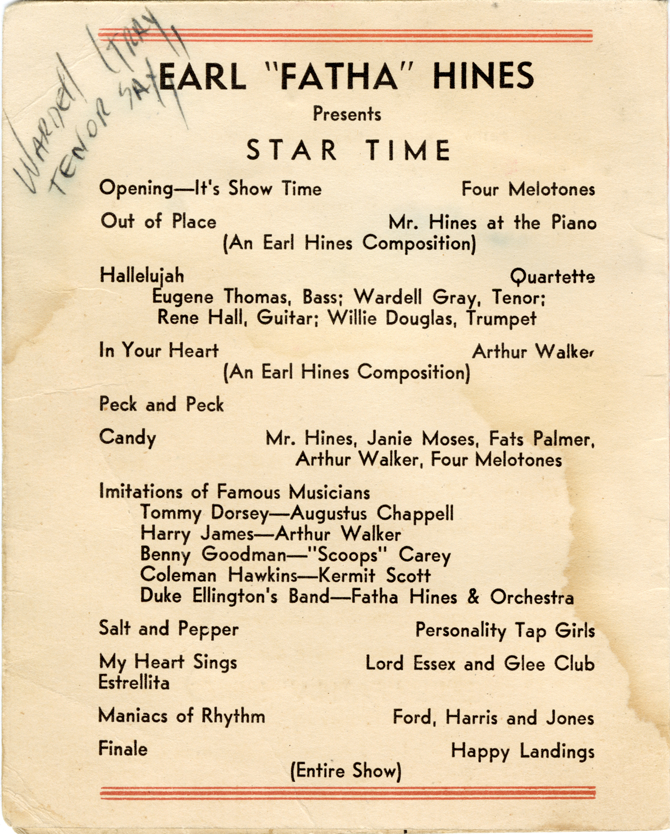 WARDELL GRAY,
TENOR SAX
EARL "FATHA" HINES
Presents
STAR TIME
Opening—It's Show Time Four Melotones
Out of Place Mr. Hines at the Piano
(An Earl Hines Composition)
Hallelujah Quartette
Eugene Thomas, Bass; Wardell Gray, Tenor;
Rene Hall, Guitar; Willie Douglas, Trumpet
In Your Heart Arthur Walker
(An Earl Hines Composition)
Peck and Peck
Candy Mr. Hines, Janie Moses, Fats Palmer,
Arthur Walker, Four Melotones
Imitations of Famous Musicians
Tommy Dorsey—Augustus Chappell
Harry James—Arthur Walker
Benny Goodman—"Scoops" Carey
Coleman Hawkins—Kermit Scott
Duke Ellington's Band—Fatha Hines & Orchestra
Salt and Pepper Personality Tap Girls
My Heart Sings Lord Essex and Glee Club
Estrellita
Maniacs of Rhythm Ford, Harris and Jones
Finale Happy Landings
(Entire Show)